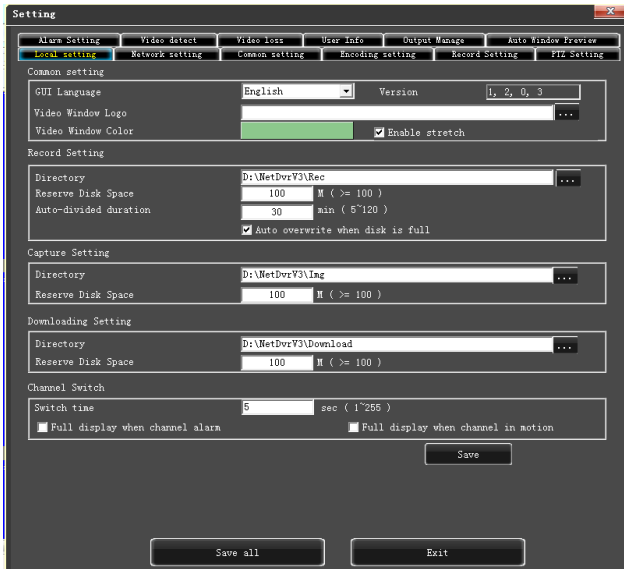 Setting
Alarm Setting Video detect Video loss User Info Output Manage Auto Window Preview
Local setting Network setting Common setting Encoding setting Record Setting PTZ Setting
Common setting
GUI Language English Version 1, 2, 0, 3
Video Window Logo ...
Video Window Color Enable stretch
Record Setting
Directory D:\NetDvrV3\Rec ...
Reserve Disk Space 100 M ( >= 100 )
Auto-divided duration 30 min ( 5~120 )
Auto overwrite when disk is full
Capture Setting
Directory D:\NetDvrV3\Img ...
Reserve Disk Space 100 M ( >= 100 )
Downloading Setting
Directory D:\NetDvrV3\Download ...
Reserve Disk Space 100 M ( >= 100 )
Channel Switch
Switch time 5 sec ( 1~255 )
Full display when channel alarm Full display when channel in motion
Save
Save all Exit